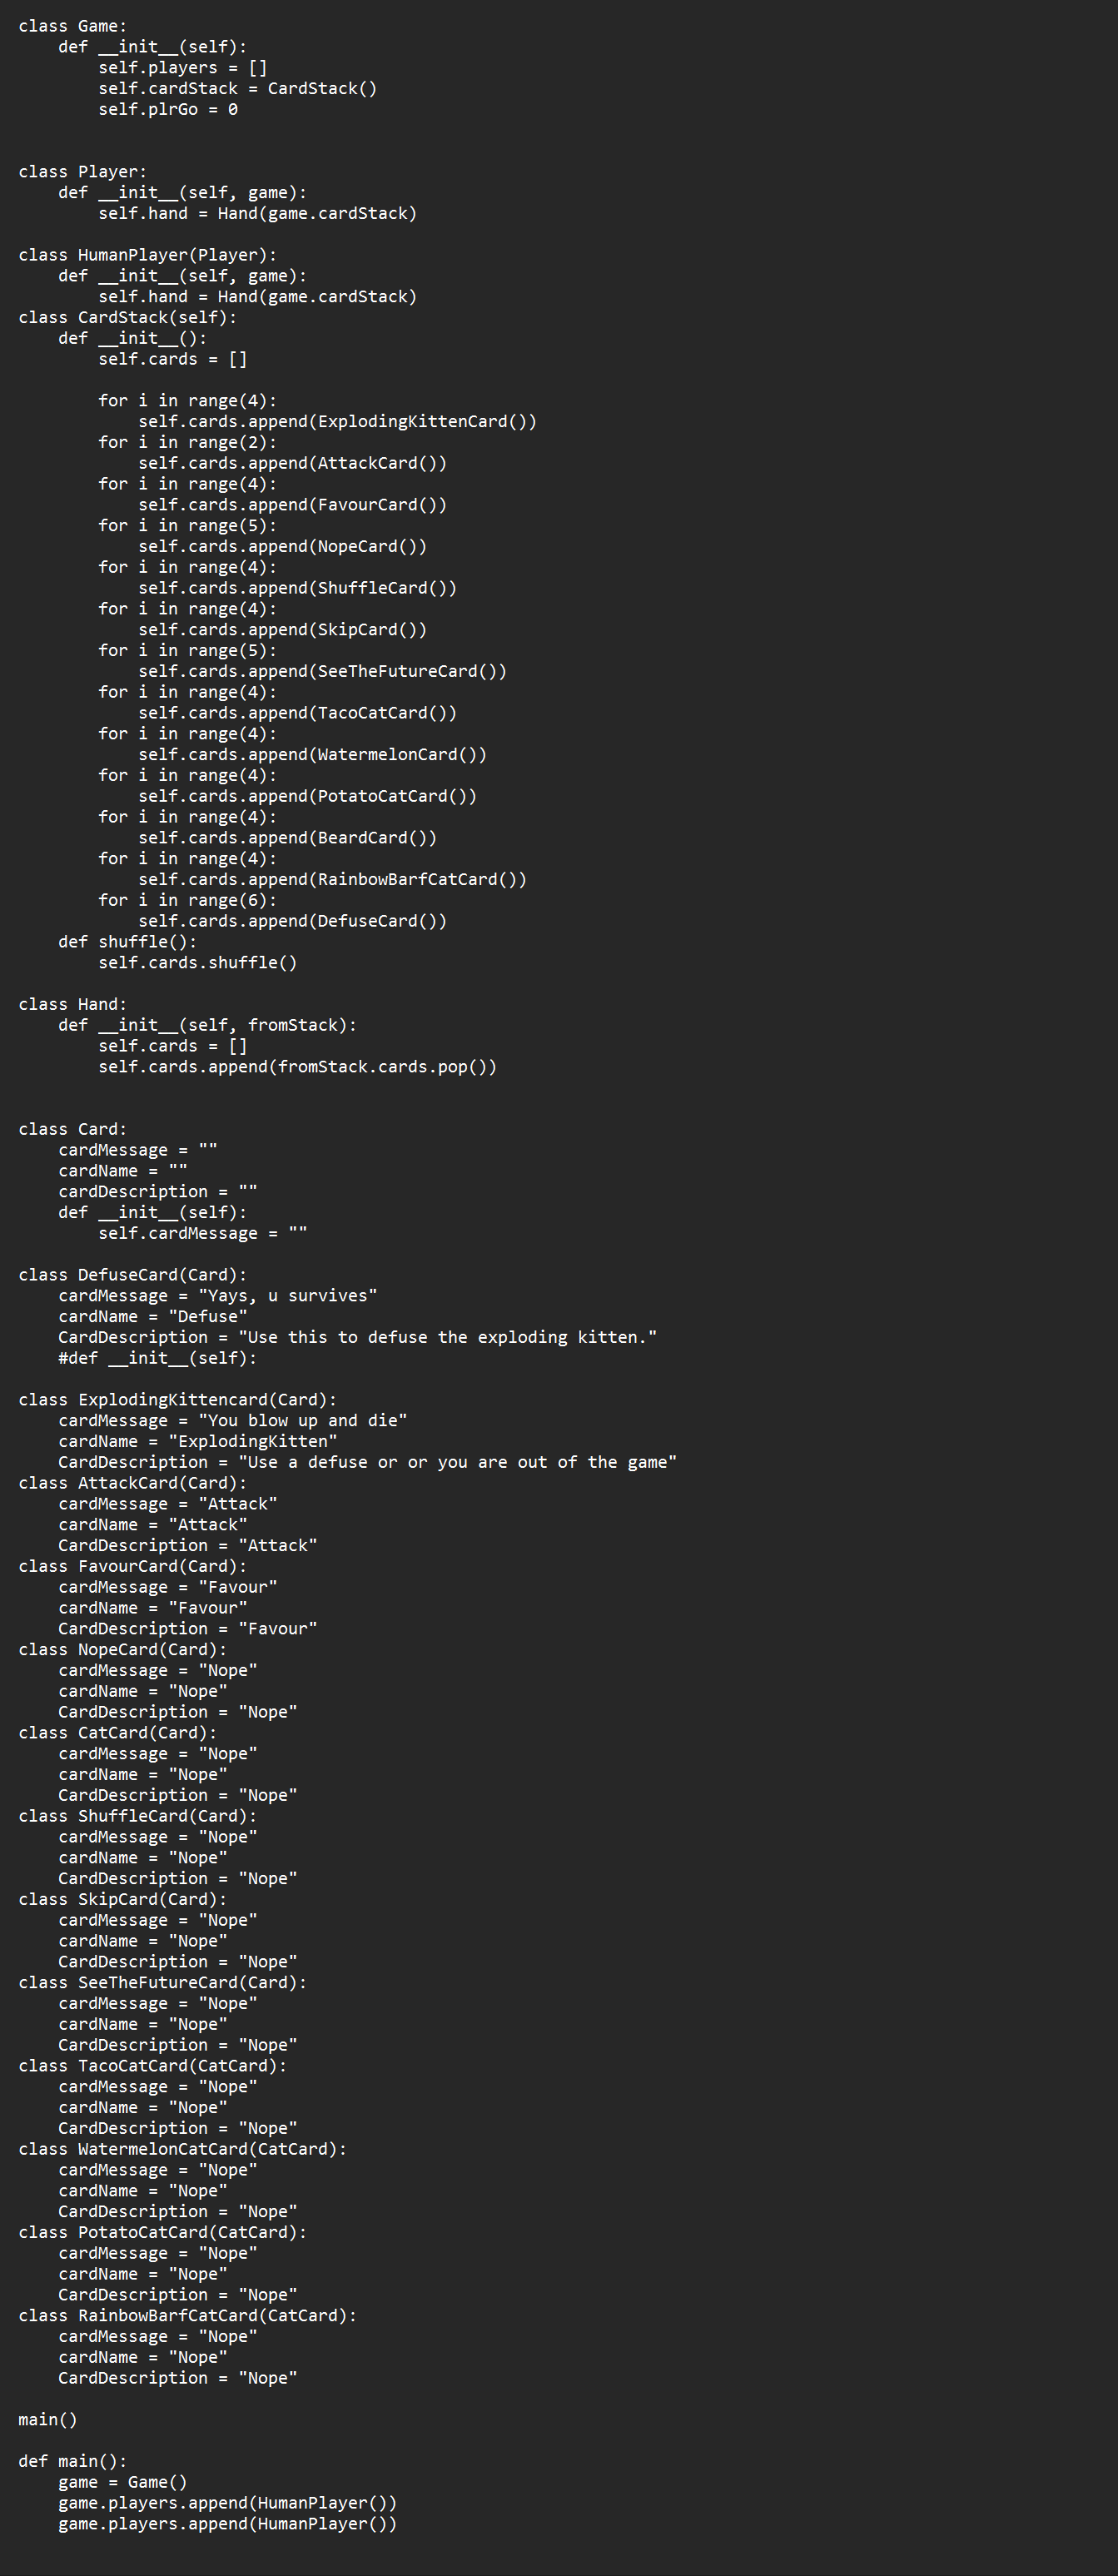 class Game:
    def __init__(self):
        self.players = []
        self.cardStack = CardStack()
        self.plrGo = 0


class Player:
    def __init__(self, game):
        self.hand = Hand(game.cardStack)

class HumanPlayer(Player):
    def __init__(self, game):
        self.hand = Hand(game.cardStack)
class CardStack(self):
    def __init__():
        self.cards = []

        for i in range(4):
            self.cards.append(ExplodingKittenCard())
        for i in range(2):
            self.cards.append(AttackCard())
        for i in range(4):
            self.cards.append(FavourCard())
        for i in range(5):
            self.cards.append(NopeCard())
        for i in range(4):
            self.cards.append(ShuffleCard())
        for i in range(4):
            self.cards.append(SkipCard())
        for i in range(5):
            self.cards.append(SeeTheFutureCard())
        for i in range(4):
            self.cards.append(TacoCatCard())
        for i in range(4):
            self.cards.append(WatermelonCard())
        for i in range(4):
            self.cards.append(PotatoCatCard())
        for i in range(4):
            self.cards.append(BeardCard())
        for i in range(4):
            self.cards.append(RainbowBarfCatCard())
        for i in range(6):
            self.cards.append(DefuseCard())
    def shuffle():
        self.cards.shuffle()

class Hand:
    def __init__(self, fromStack):
        self.cards = []
        self.cards.append(fromStack.cards.pop())


class Card:
    cardMessage = ""
    cardName = ""
    cardDescription = ""
    def __init__(self):
        self.cardMessage = ""

class DefuseCard(Card):
    cardMessage = "Yays, u survives"
    cardName = "Defuse"
    CardDescription = "Use this to defuse the exploding kitten."
    #def __init__(self):

class ExplodingKittencard(Card):
    cardMessage = "You blow up and die"
    cardName = "ExplodingKitten"
    CardDescription = "Use a defuse or or you are out of the game"
class AttackCard(Card):
    cardMessage = "Attack"
    cardName = "Attack"
    CardDescription = "Attack"
class FavourCard(Card):
    cardMessage = "Favour"
    cardName = "Favour"
    CardDescription = "Favour"
class NopeCard(Card):
    cardMessage = "Nope"
    cardName = "Nope"
    CardDescription = "Nope"
class CatCard(Card):
    cardMessage = "Nope"
    cardName = "Nope"
    CardDescription = "Nope"
class ShuffleCard(Card):
    cardMessage = "Nope"
    cardName = "Nope"
    CardDescription = "Nope"
class SkipCard(Card):
    cardMessage = "Nope"
    cardName = "Nope"
    CardDescription = "Nope"
class SeeTheFutureCard(Card):
    cardMessage = "Nope"
    cardName = "Nope"
    CardDescription = "Nope"
class TacoCatCard(CatCard):
    cardMessage = "Nope"
    cardName = "Nope"
    CardDescription = "Nope"
class WatermelonCatCard(CatCard):
    cardMessage = "Nope"
    cardName = "Nope"
    CardDescription = "Nope"
class PotatoCatCard(CatCard):
    cardMessage = "Nope"
    cardName = "Nope"
    CardDescription = "Nope"
class RainbowBarfCatCard(CatCard):
    cardMessage = "Nope"
    cardName = "Nope"
    CardDescription = "Nope"

main()

def main():
    game = Game()
    game.players.append(HumanPlayer())
    game.players.append(HumanPlayer())